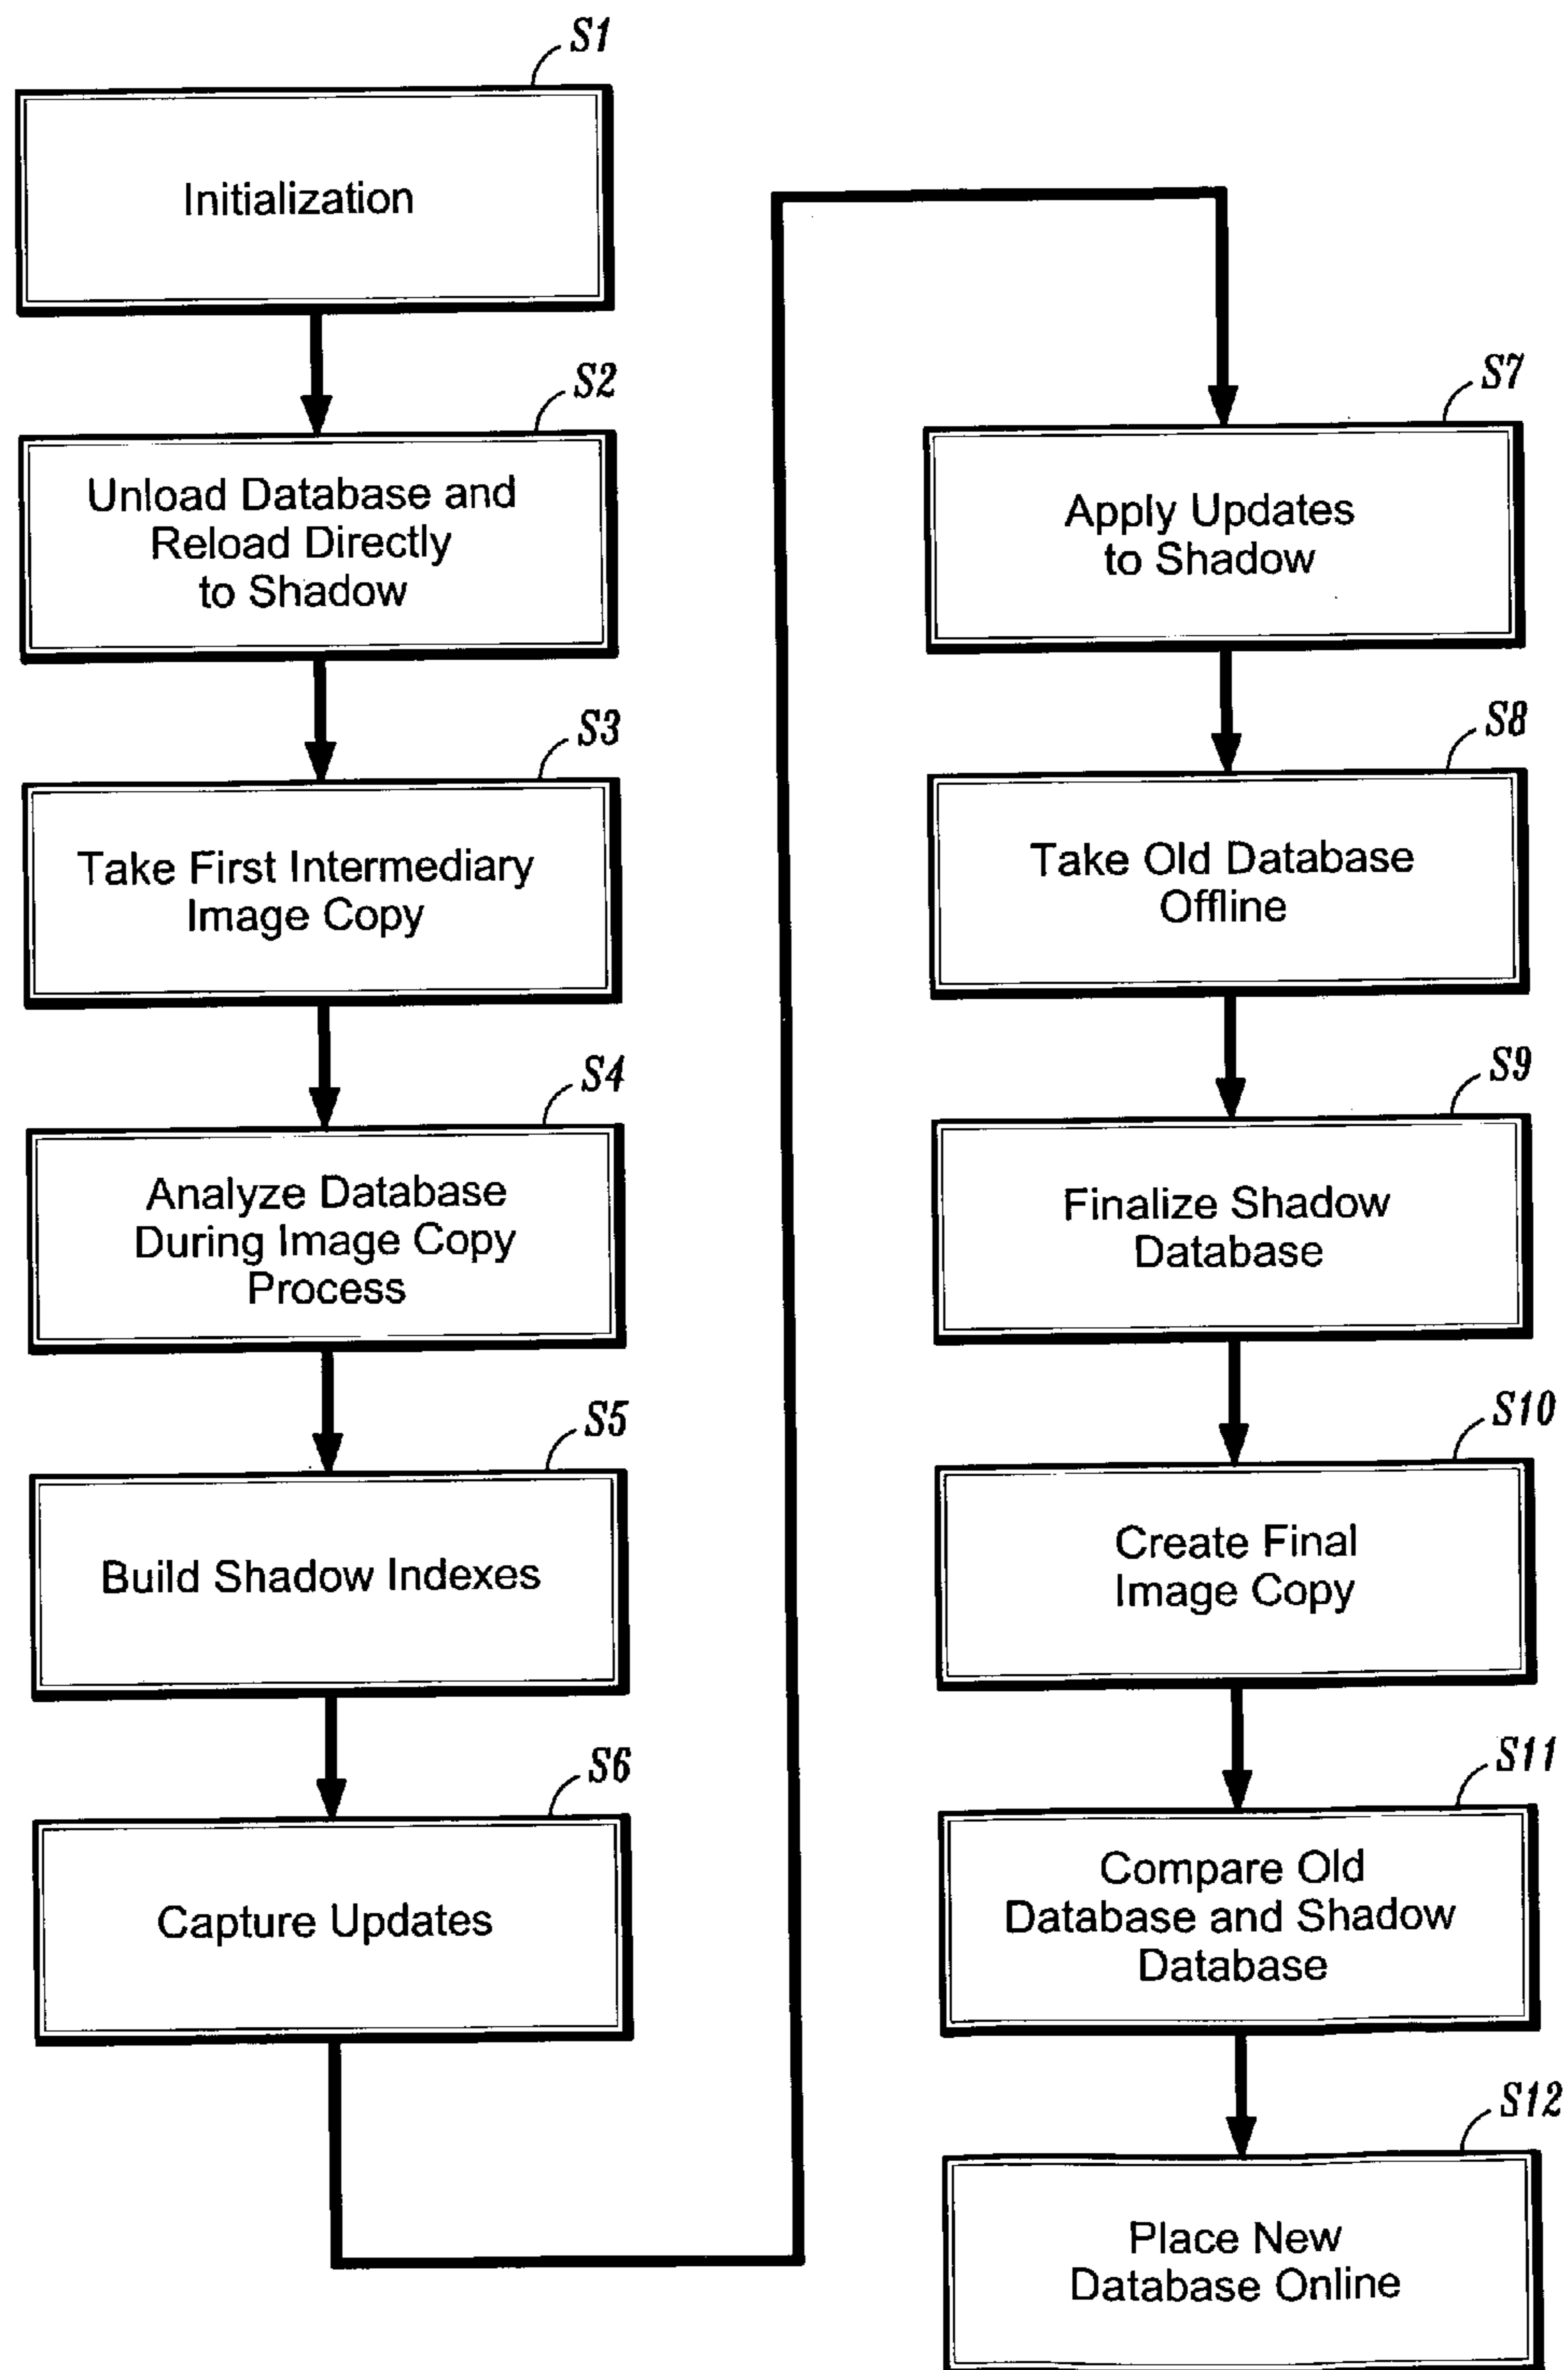 S1
Initialization
S2
Unload Database and
Reload Directly
to Shadow
S3
Take First Intermediary
Image Copy
S4
Analyze Database
During Image Copy
Process
S5
Build Shadow Indexes
S6
Capture Updates
S7
Apply Updates
to Shadow
S8
Take Old Database
Offline
S9
Finalize Shadow
Database
S10
Create Final
Image Copy
S11
Compare Old
Database and Shadow
Database
S12
Place New
Database Online